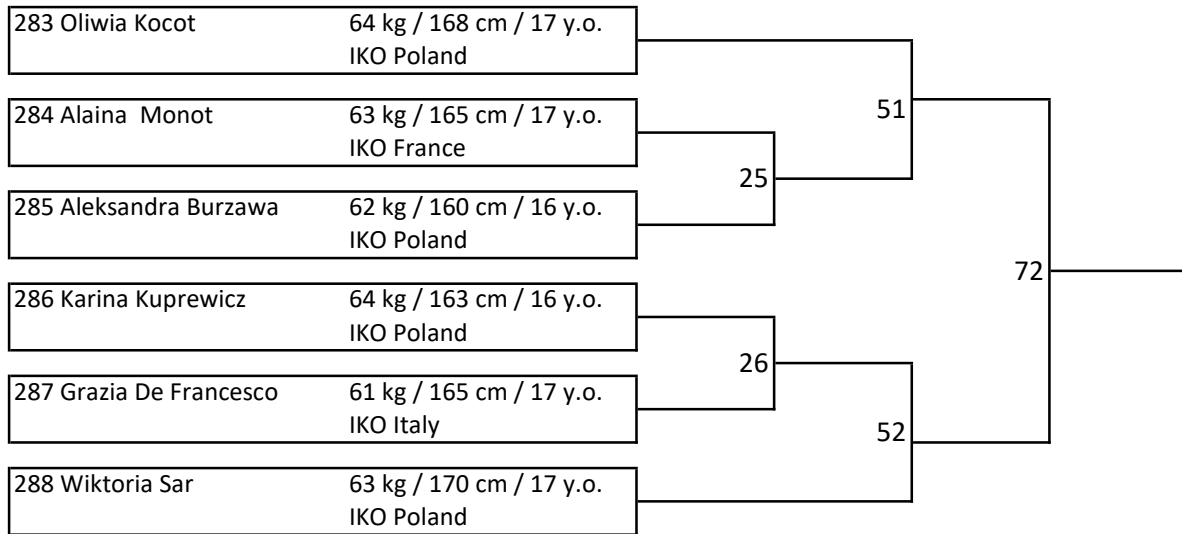 283 Oliwia Kocot 64 kg / 168 cm / 17 y.o.
IKO Poland
284 Alaina  Monot 63 kg / 165 cm / 17 y.o.
IKO France
285 Aleksandra Burzawa 62 kg / 160 cm / 16 y.o.
IKO Poland
286 Karina Kuprewicz 64 kg / 163 cm / 16 y.o.
IKO Poland
287 Grazia De Francesco 61 kg / 165 cm / 17 y.o.
IKO Italy
288 Wiktoria Sar 63 kg / 170 cm / 17 y.o.
IKO Poland
25
26
51
52
72